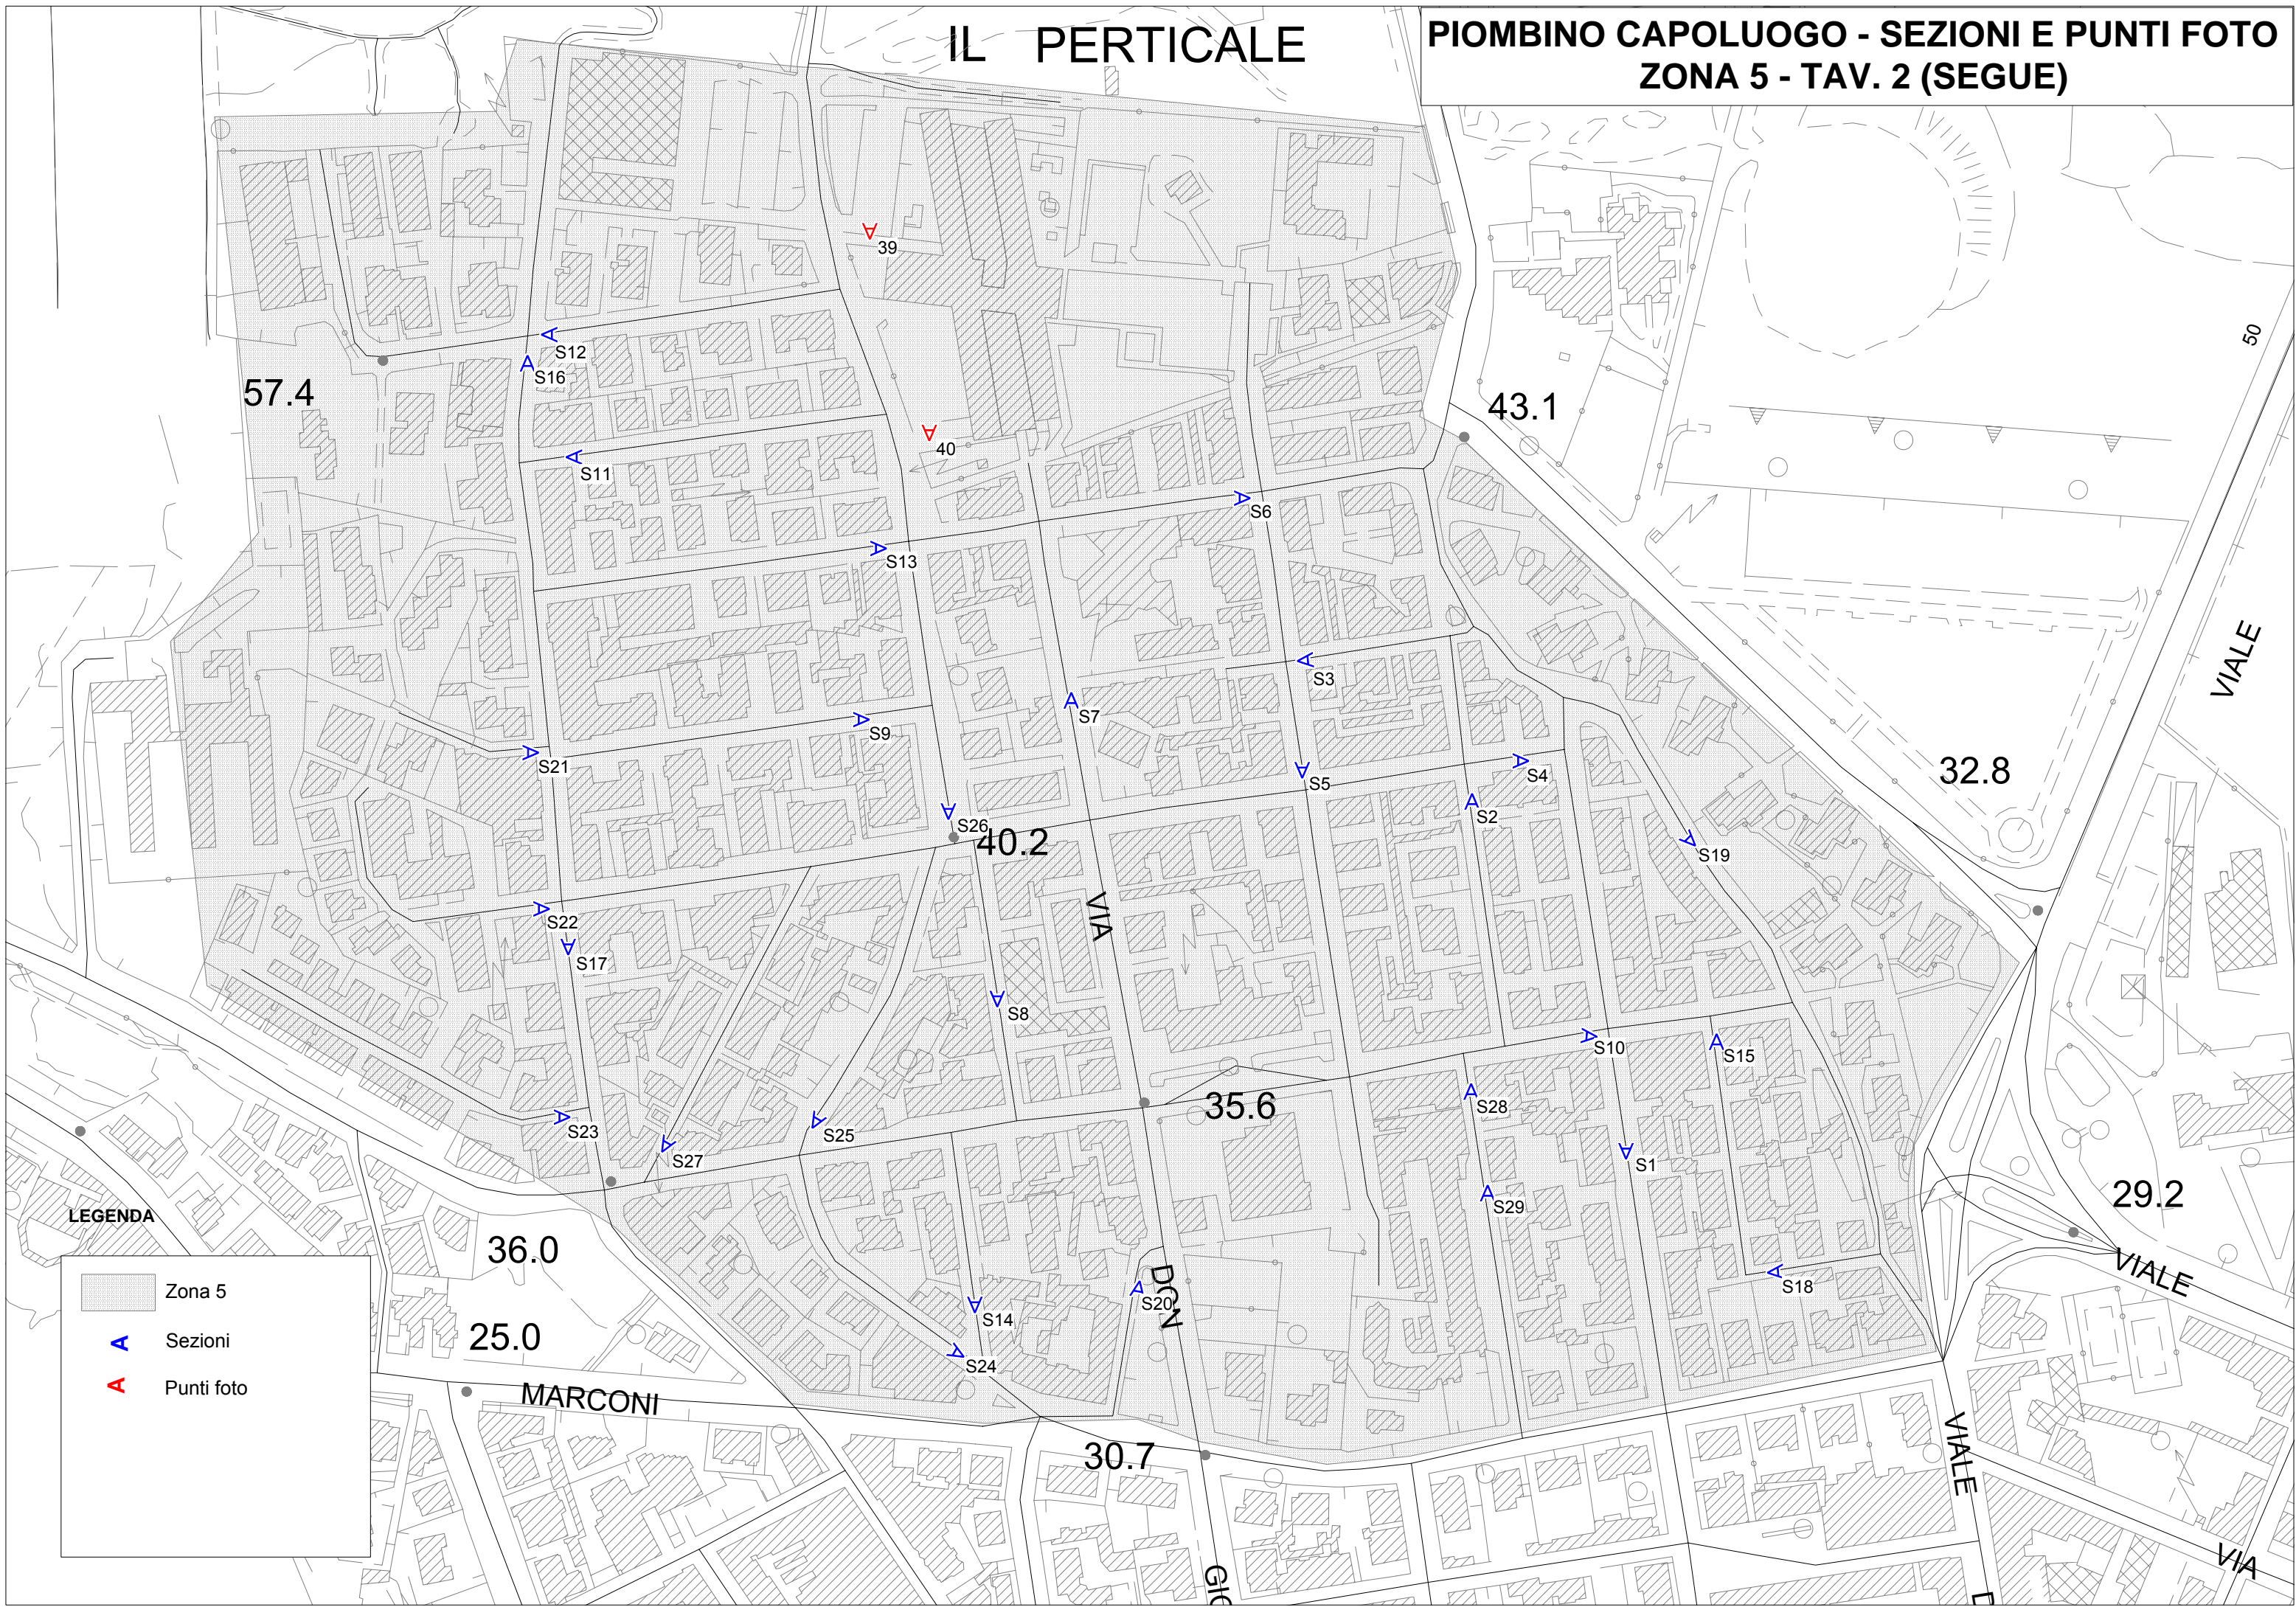 IL PERTICALE
PIOMBINO CAPOLUOGO - SEZIONI E PUNTI FOTO
ZONA 5 - TAV. 2 (SEGUE)
39
50
S12
S16
57.4
43.1
40
S11
S6
S13
VIALE
S3
S7
S9
S21
S4
S5
32.8
S2
S26
40.2
S19
VIA
S22
S17
S8
S10
S15
35.6
S28
S25
S23
S27
S1
29.2
S29
LEGENDA
36.0
VIALE
Zona 5
S18
DON
S20
S14
Sezioni
25.0
S24
Punti foto
MARCONI
30.7
VIALE
VIA
GIO